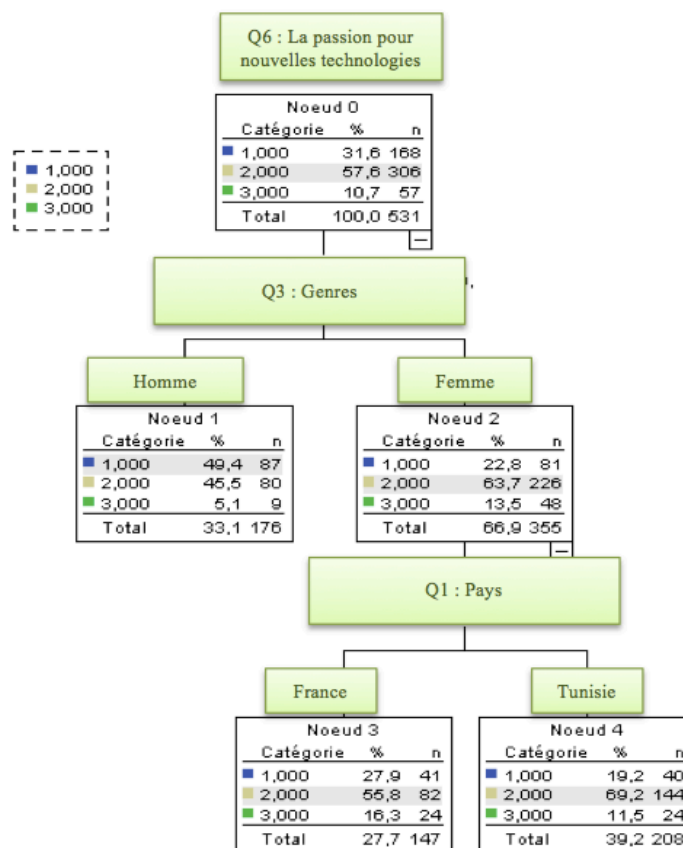 Q6 : La passion pour
nouvelles technologies
Noeud 0
Catégorie % n
1,000 31,6 168
2,000 57,6 306
3,000 10,7 57
Total 100,0 531
1,000
2,000
3,000
Q3 : Genres
Homme
Femme
Noeud 1
Catégorie % n
1,000 49,4 87
2,000 45,5 80
3,000 5,1 9
Total 33,1 176
Noeud 2
Catégorie % n
1,000 22,8 81
2,000 63,7 226
3,000 13,5 48
Total 66,9 355
Q1 : Pays
France
Tunisie
Noeud 3
Catégorie % n
1,000 27,9 41
2,000 55,8 82
3,000 16,3 24
Total 27,7 147
Noeud 4
Catégorie % n
1,000 19,2 40
2,000 69,2 144
3,000 11,5 24
Total 39,2 208